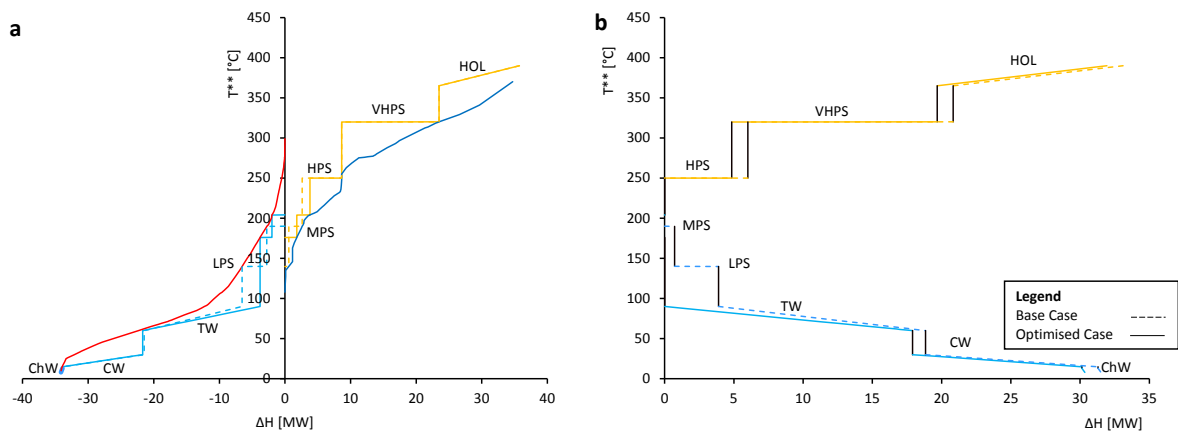 a
T** [°C]
450
400
350
300
250
200
150
100
50
0
HOL
VHPS
HPS
MPS
LPS
TW
CW
ChW
-40
-30
-20
-10
0
10
20
30
40
ΔH [MW]
b
T** [°C]
450
400
350
300
250
200
150
100
50
0
HOL
VHPS
HPS
MPS
LPS
TW
CW
ChW
Legend
Base Case
Optimised Case
0
5
10
15
20
25
30
35
ΔH [MW]